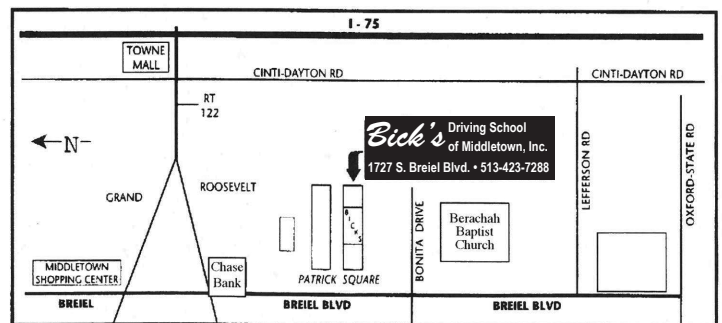 I - 75
TOWNE
MALL
CINTI-DAYTON RD
CINTI-DAYTON RD
RT
122
N
Bick's
Driving School
of Middletown, Inc.
1727 S. Breiel Blvd. • 513-423-7288
GRAND
ROOSEVELT
BICKS
BONITA DRIVE
Berachah
Baptist
Church
LEFFERSON RD
OXFORD-STATE RD
MIDDLETOWN
SHOPPING CENTER
Chase
Bank
PATRICK SQUARE
BREIEL
BREIEL BLVD
BREIEL BLVD